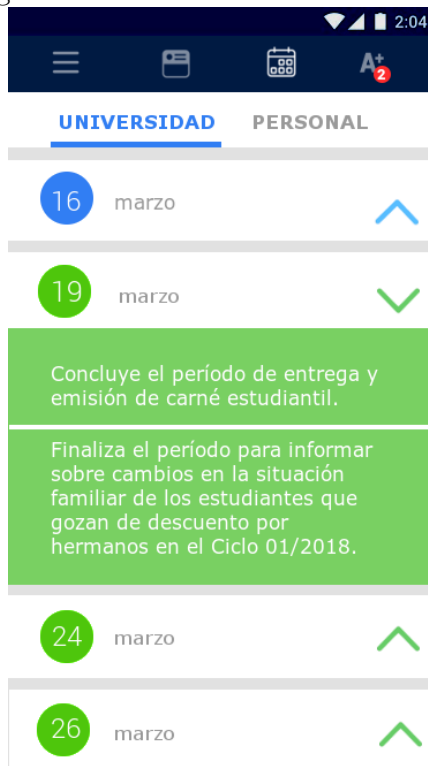 2:04
A+
2
UNIVERSIDAD PERSONAL
16 marzo
19 marzo
Concluye el período de entrega y
emisión de carné estudiantil.
Finaliza el período para informar
sobre cambios en la situación
familiar de los estudiantes que
gozan de descuento por
hermanos en el Ciclo 01/2018.
24 marzo
26 marzo